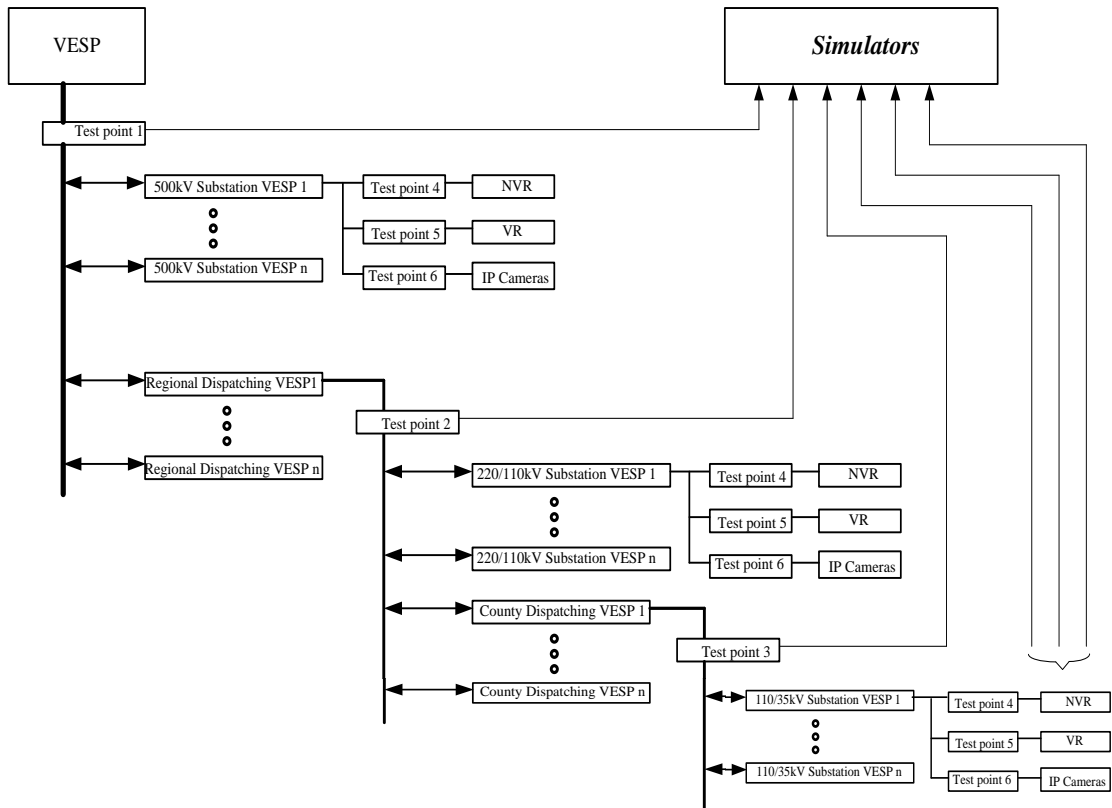 VESP
Simulators
Test point 1
500kV Substation VESP 1
Test point 4
NVR
Test point 5
VR
500kV Substation VESP n
Test point 6
IP Cameras
Regional Dispatching VESP1
Test point 2
Regional Dispatching VESP n
220/110kV Substation VESP 1
Test point 4
NVR
Test point 5
VR
220/110kV Substation VESP n
Test point 6
IP Cameras
County Dispatching VESP 1
Test point 3
County Dispatching VESP n
110/35kV Substation VESP 1
Test point 4
NVR
Test point 5
VR
110/35kV Substation VESP n
Test point 6
IP Cameras